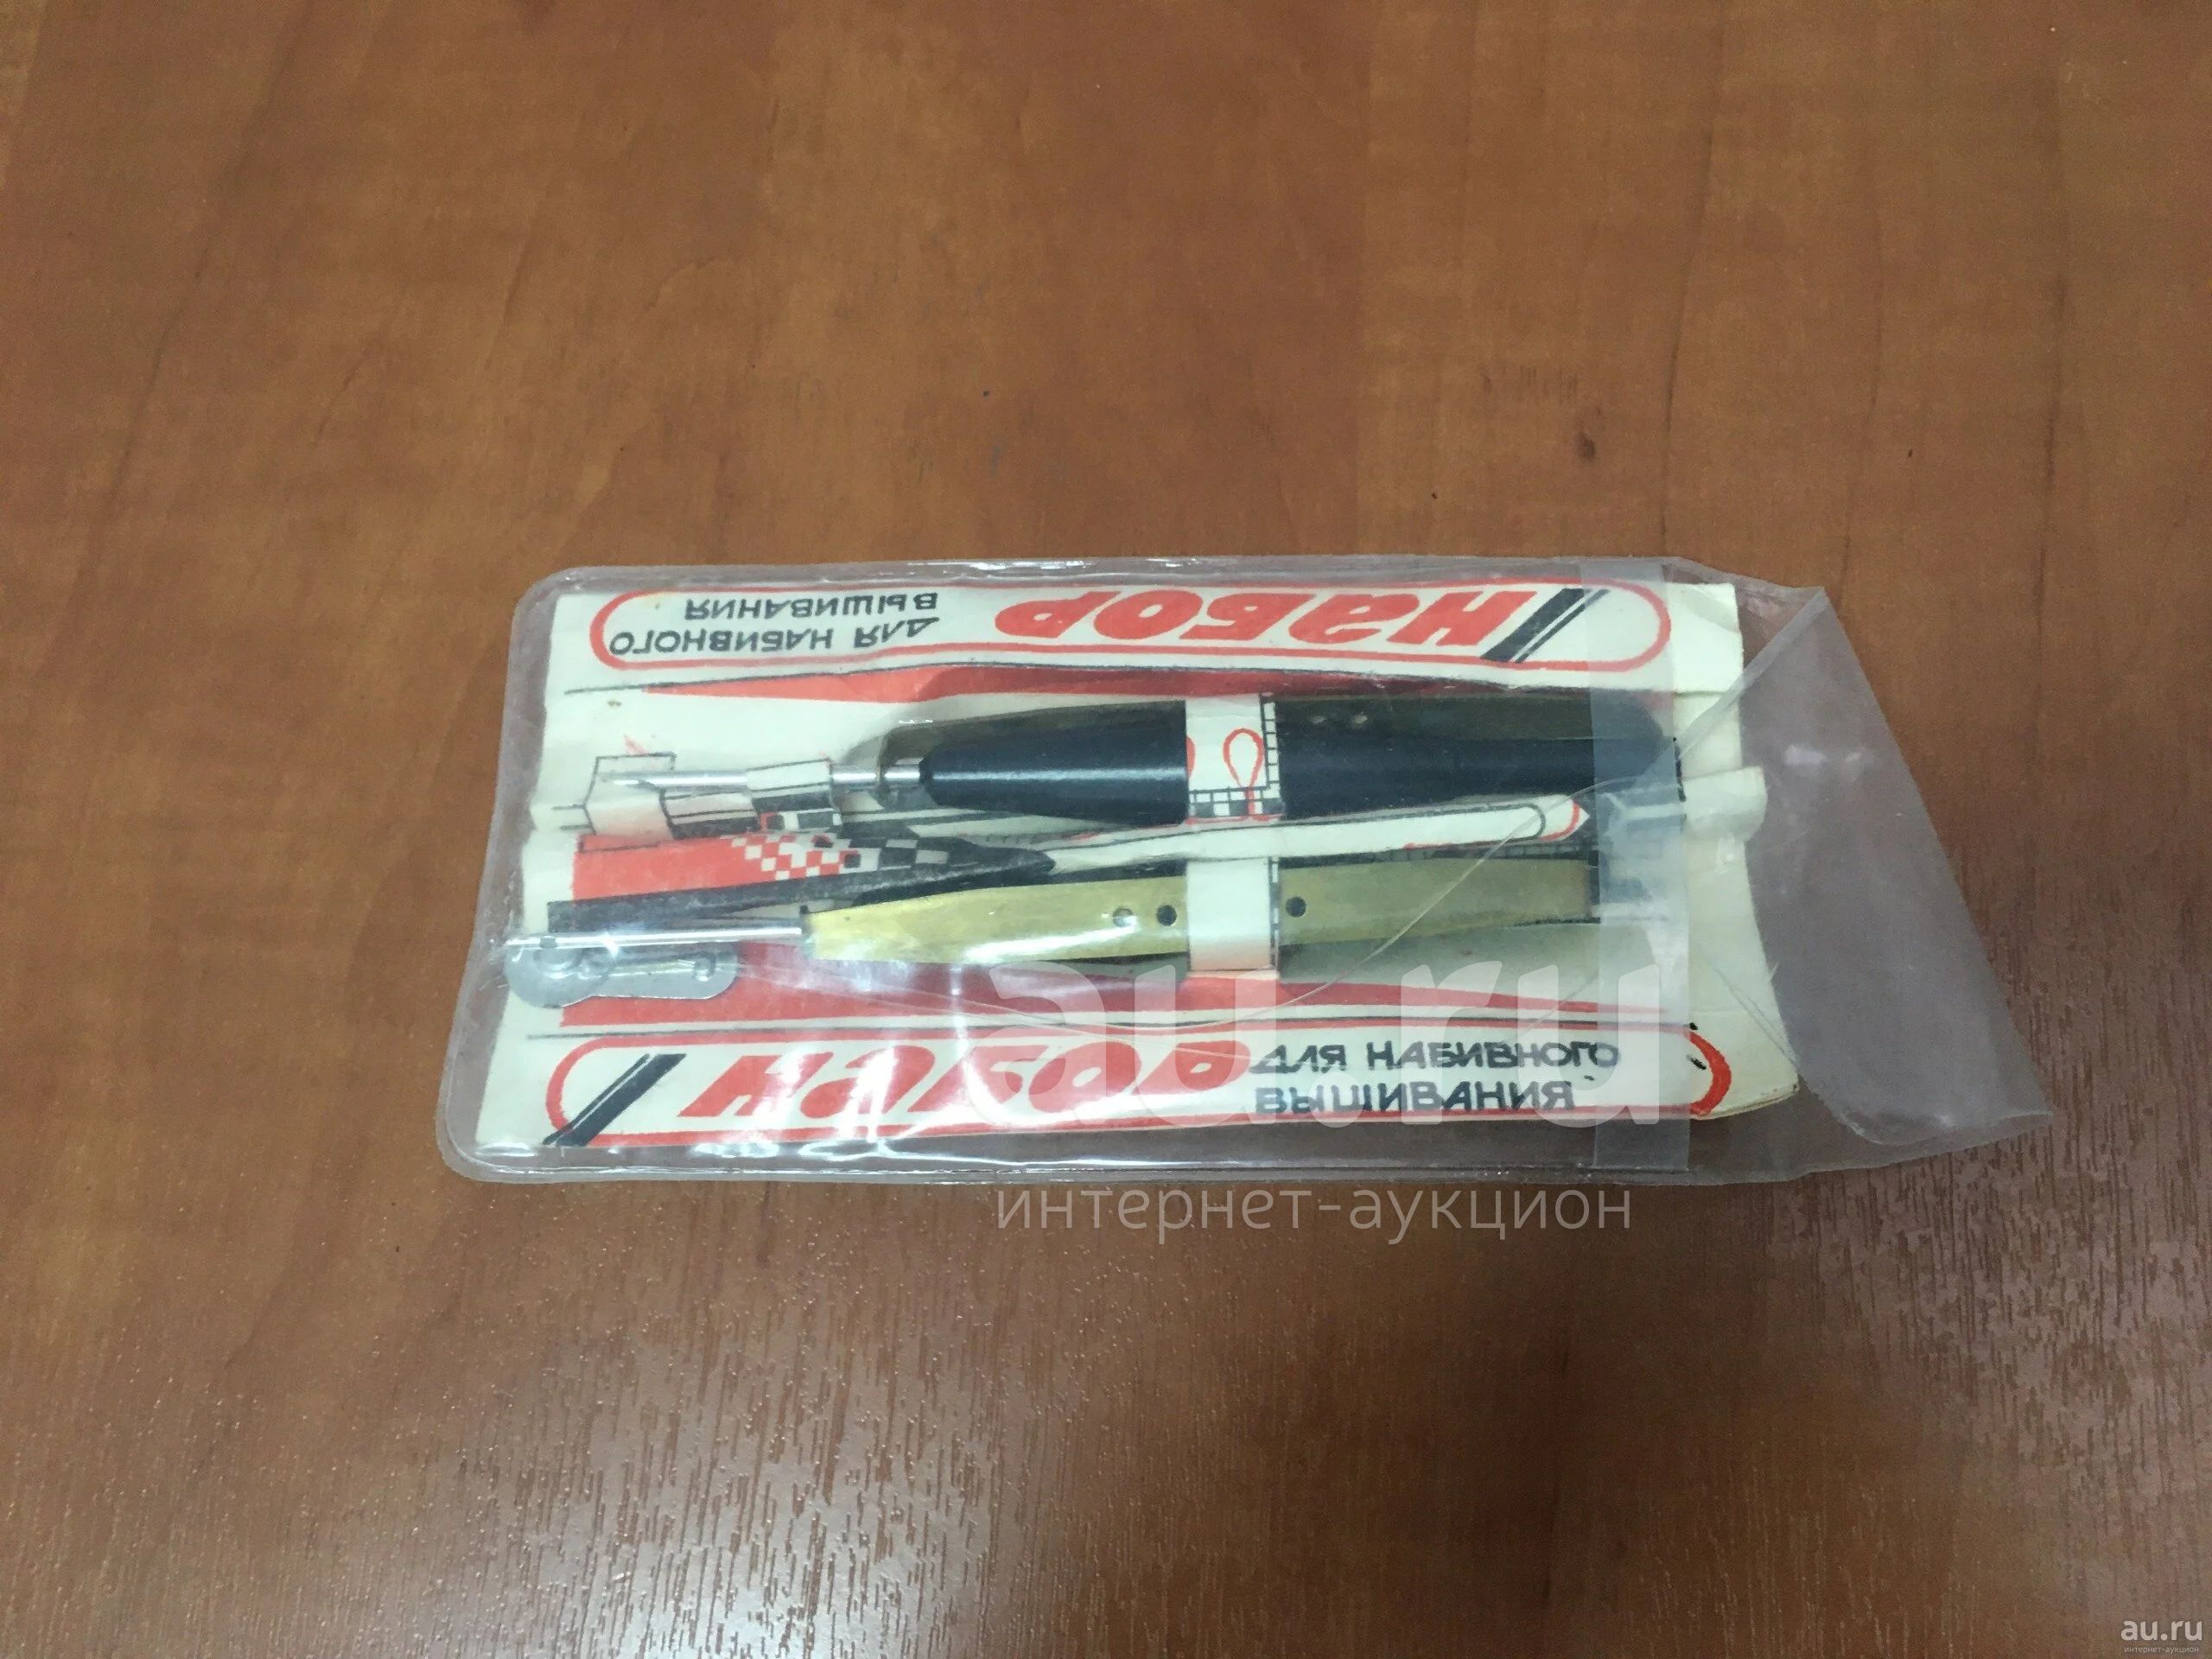 НАБОР
ДЛЯ НАБИВНОГО
ВЫШИВАНИЯ
НАБОР
ДЛЯ НАБИВНОГО
ВЫШИВАНИЯ
au.ru
интернет-аукцион
au.ru
интернет-аукцион